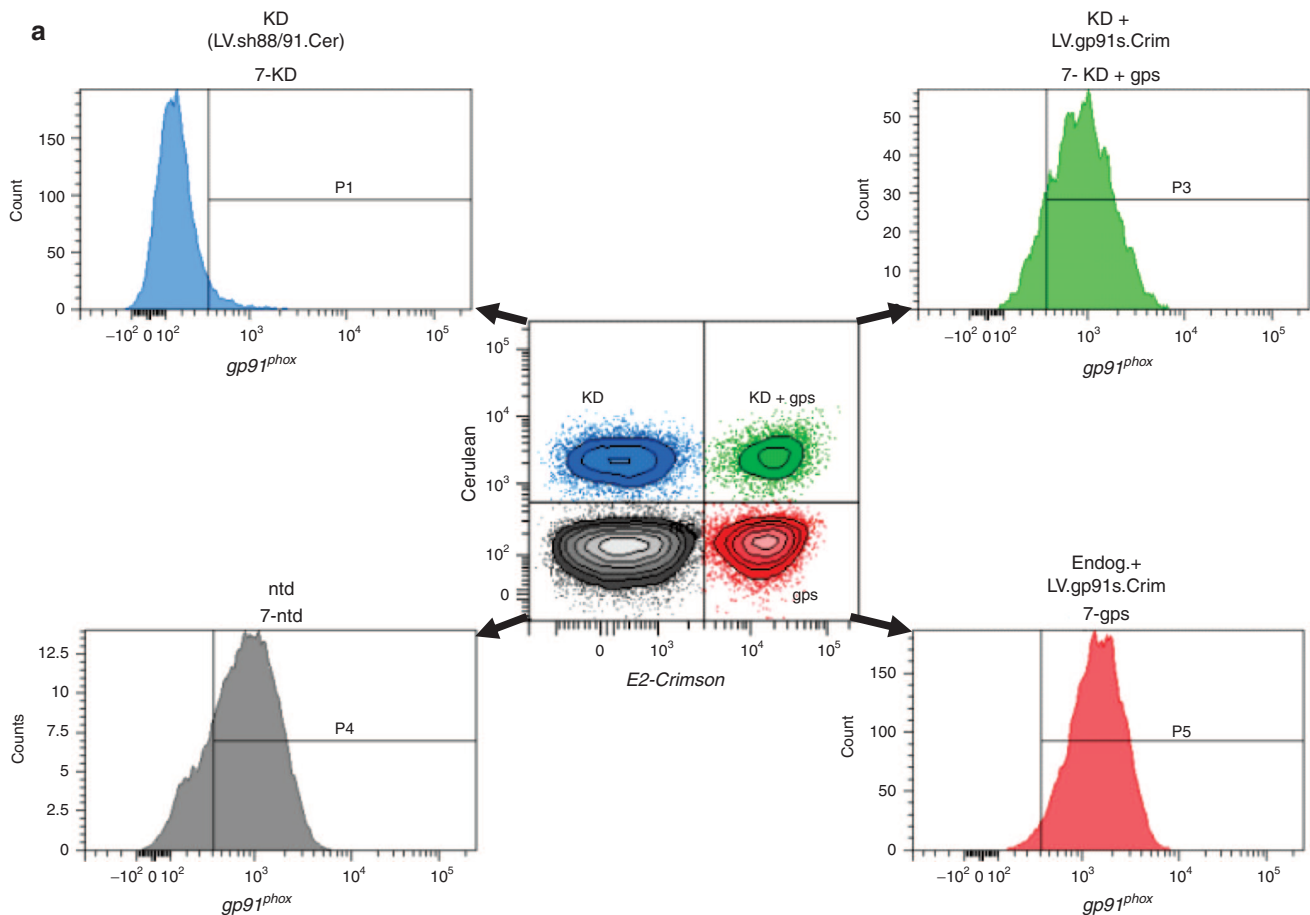 a
KD
(LV.sh88/91.Cer)
7-KD
150
100
50
0
Count
P1
−10² 0 10² 10³ 10⁴ 10⁵
gp91phox
KD +
LV.gp91s.Crim
7- KD + gps
50
40
30
20
10
Count
P3
−10² 0 10² 10³ 10⁴ 10⁵
gp91phox
10⁵
10⁴
10³
10²
0
Cerulean
KD
KD + gps
gps
0 10³ 10⁴ 10⁵
E2-Crimson
ntd
7-ntd
12.5
10
7.5
5
2.5
0
Counts
P4
−10² 0 10² 10³ 10⁴ 10⁵
gp91phox
Endog.+
LV.gp91s.Crim
7-gps
150
100
50
0
Count
P5
−10² 0 10² 10³ 10⁴ 10⁵
gp91phox